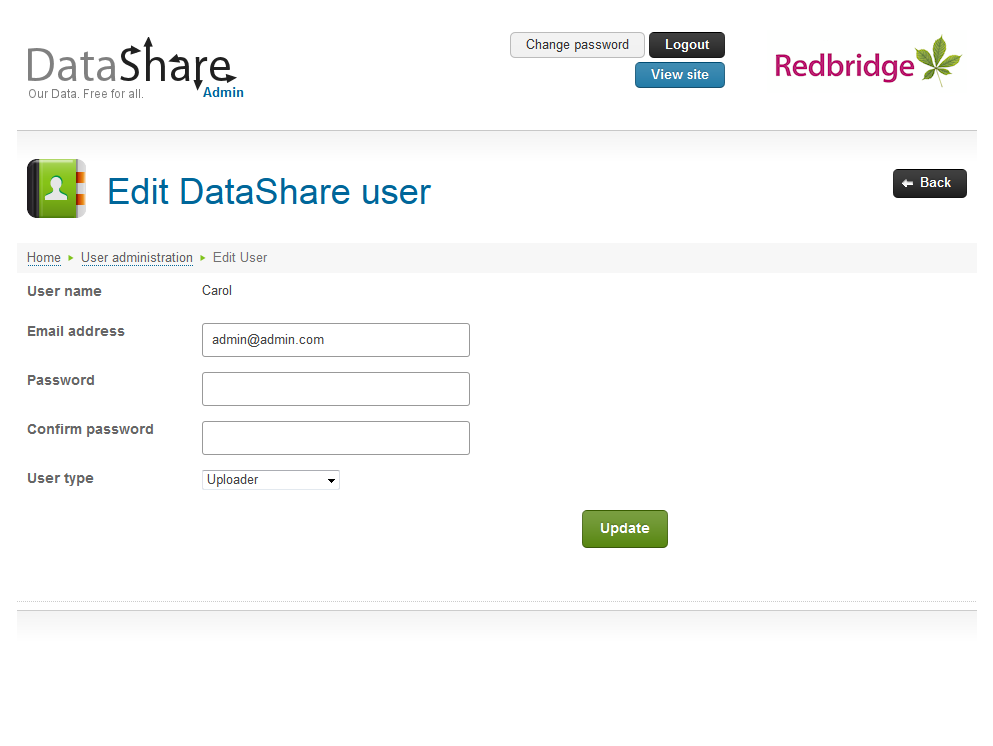 DataShare
Our Data. Free for all.
Admin
Change password
Logout
View site
Redbridge
Edit DataShare user
Back
Home User administration Edit User
User name Carol
Email address admin@admin.com
Password
Confirm password
User type Uploader
Update